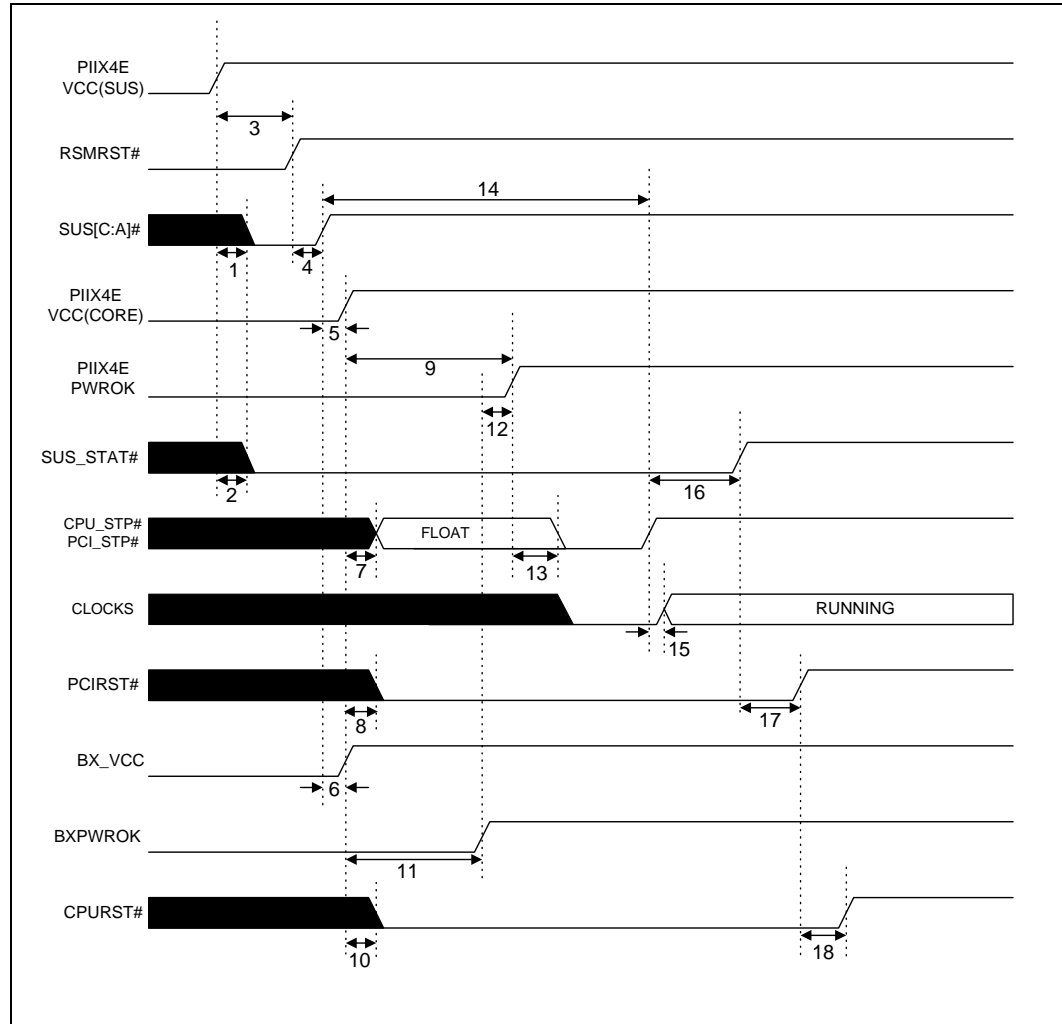 PIIX4E
VCC(SUS)
3
RSMRST#
14
SUS[C:A]#
1
4
PIIX4E
VCC(CORE)
5
9
PIIX4E
PWROK
12
SUS_STAT#
2
16
CPU_STP#
PCI_STP#
FLOAT
7
13
CLOCKS
RUNNING
15
PCIRST#
8
17
BX_VCC
6
BXPWROK
11
CPURST#
10
18